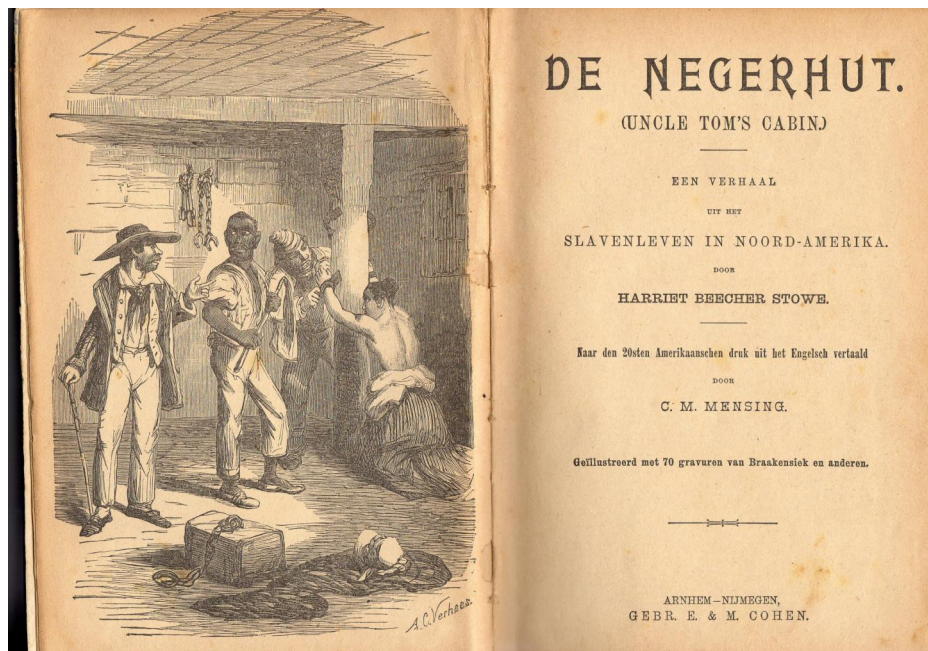 A.C. Verhees.
DE NEGERHUT.
(UNCLE TOM'S CABIN.)
EEN VERHAAL
UIT HET
SLAVENLEVEN IN NOORD-AMERIKA.
DOOR
HARRIET BEECHER STOWE.
Naar den 20sten Amerikaanschen druk uit het Engelsch vertaald
DOOR
C. M. MENSING.
Geïllustreerd met 70 gravuren van Braakensiek en anderen.
ARNHEM—NIJMEGEN,
GEBR. E. & M. COHEN.